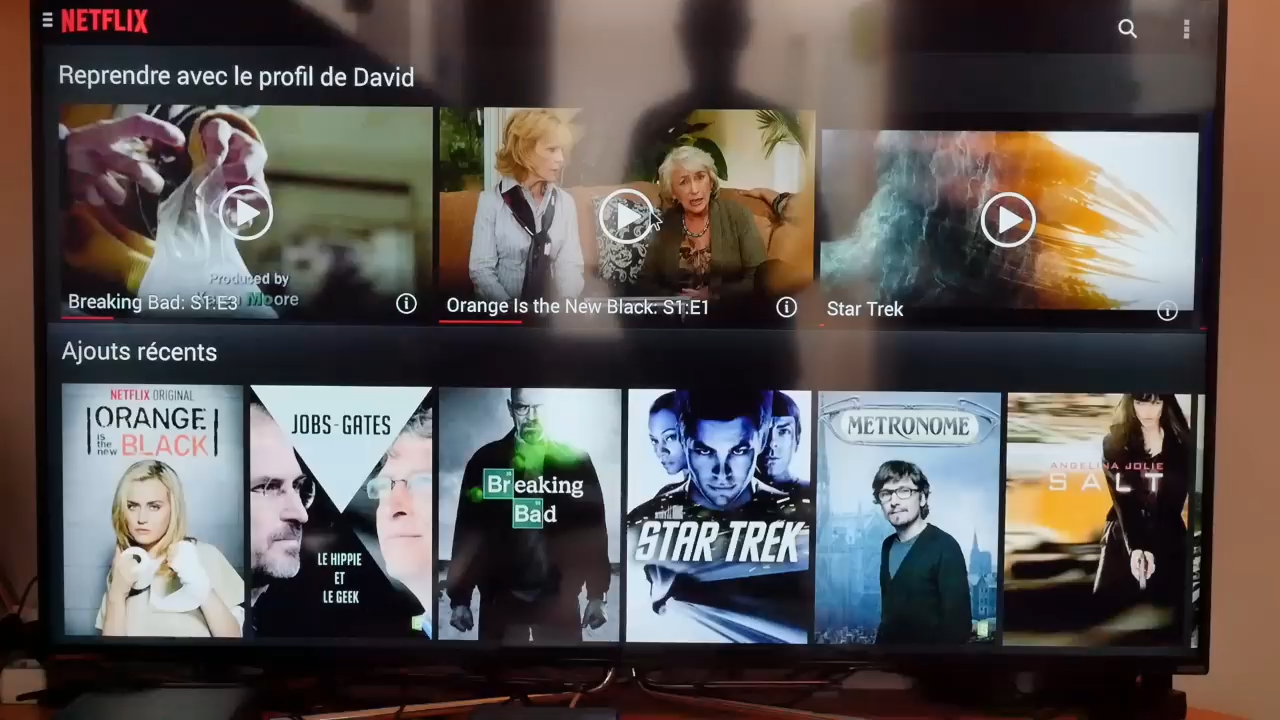 NETFLIX
Reprendre avec le profil de David
Produced by
Moore
Breaking Bad: S1:E3
Orange Is the New Black: S1:E1
Star Trek
Ajouts récents
NETFLIX ORIGINAL
ORANGE
is the new
BLACK
JOBS - GATES
LE HIPPIE
ET
LE GEEK
Breaking
Bad
STAR TREK
METRONOME
ANGELINA JOLIE
SALT